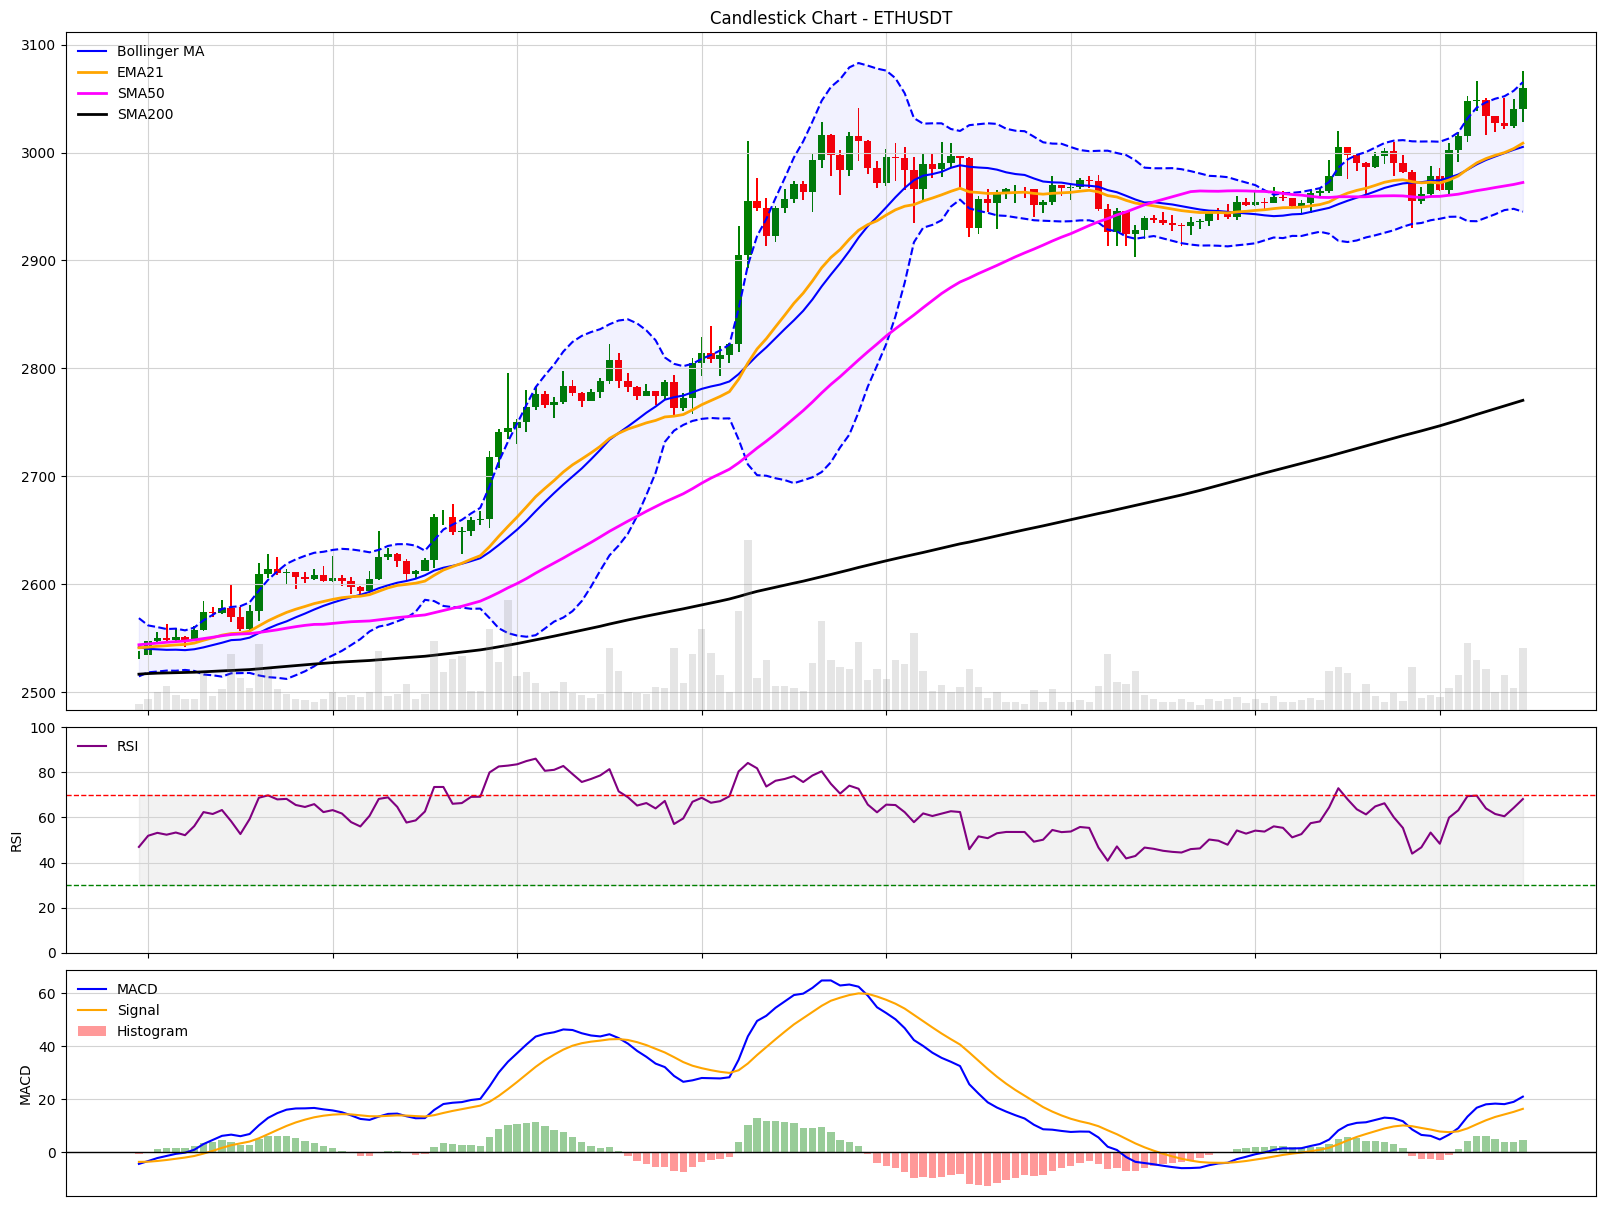 Candlestick Chart - ETHUSDT
Bollinger MA
EMA21
SMA50
SMA200
3100
3000
2900
2800
2700
2600
2500
RSI
100
80
60
40
20
0
RSI
MACD
Signal
Histogram
60
40
20
0
MACD